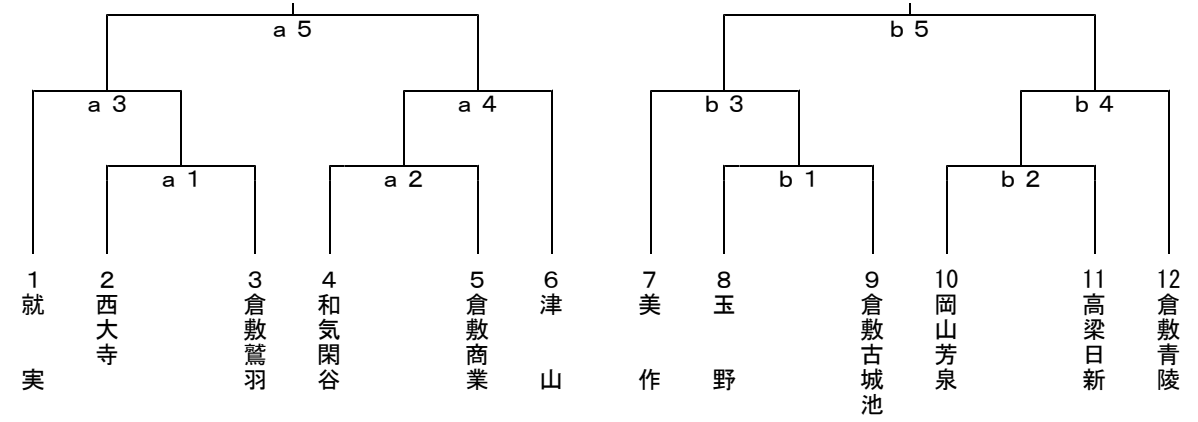 a 5
b 5
a 3
a 4
b 3
b 4
a 1
a 2
b 1
b 2
1
就実
2
西大寺
3
倉敷鷲羽
4
和気閑谷
5
倉敷商業
6
津山
7
美作
8
玉野
9
倉敷古城池
10
岡山芳泉
11
高梁日新
12
倉敷青陵